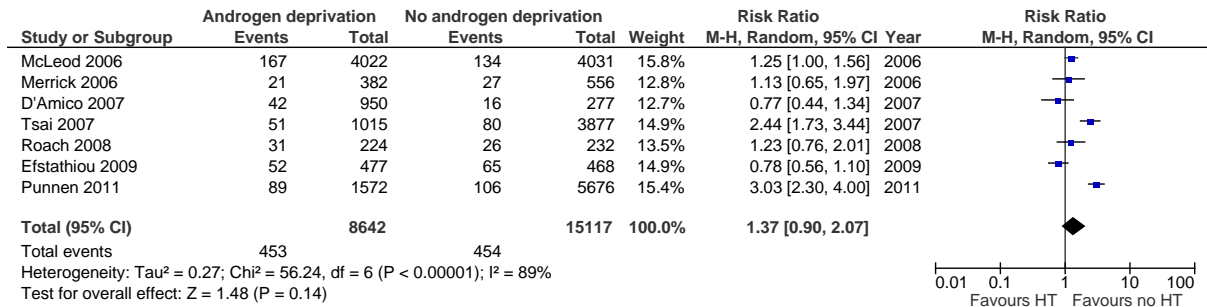 Androgen deprivation No androgen deprivation Risk Ratio Risk Ratio
Study or Subgroup Events Total Events Total Weight M-H, Random, 95% CI Year M-H, Random, 95% CI
McLeod 2006 167 4022 134 4031 15.8% 1.25 [1.00, 1.56] 2006
Merrick 2006 21 382 27 556 12.8% 1.13 [0.65, 1.97] 2006
D'Amico 2007 42 950 16 277 12.7% 0.77 [0.44, 1.34] 2007
Tsai 2007 51 1015 80 3877 14.9% 2.44 [1.73, 3.44] 2007
Roach 2008 31 224 26 232 13.5% 1.23 [0.76, 2.01] 2008
Efstathiou 2009 52 477 65 468 14.9% 0.78 [0.56, 1.10] 2009
Punnen 2011 89 1572 106 5676 15.4% 3.03 [2.30, 4.00] 2011
Total (95% CI) 8642 15117 100.0% 1.37 [0.90, 2.07]
Total events 453 454
Heterogeneity: Tau² = 0.27; Chi² = 56.24, df = 6 (P < 0.00001); I² = 89%
Test for overall effect: Z = 1.48 (P = 0.14)
0.01 0.1 1 10 100
Favours HT Favours no HT